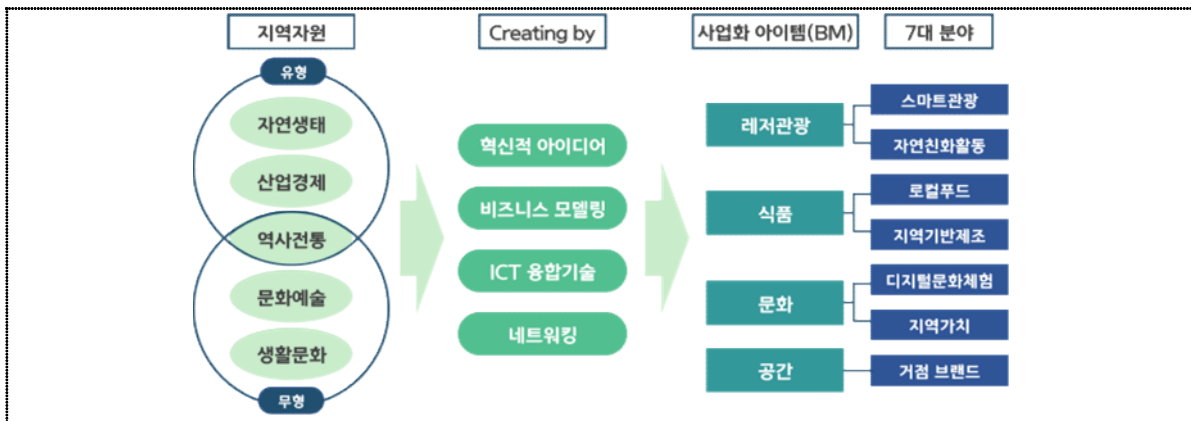 지역자원
Creating by
사업화 아이템(BM)
7대 분야
유형
자연생태
산업경제
역사전통
문화예술
생활문화
무형
혁신적 아이디어
비즈니스 모델링
ICT 융합기술
네트워킹
레저관광
식품
문화
공간
스마트관광
자연친화활동
로컬푸드
지역기반제조
디지털문화체험
지역가치
거점 브랜드